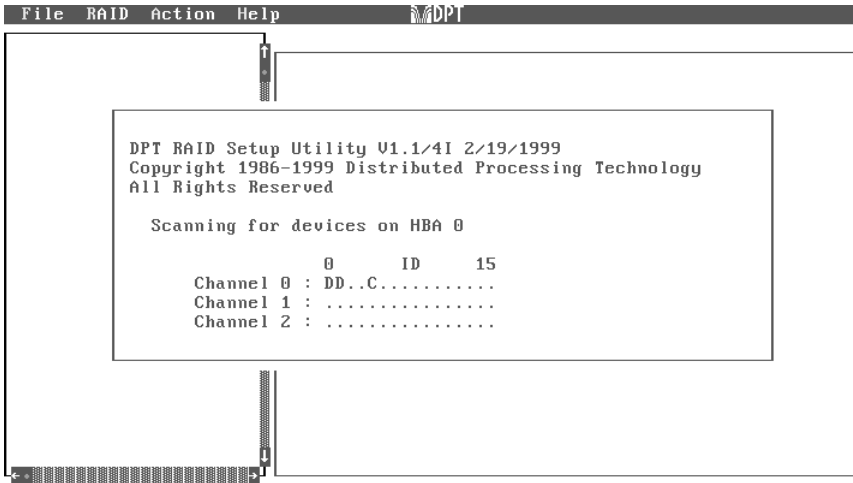 File RAID Action Help DPT
DPT RAID Setup Utility V1.1/4I 2/19/1999
Copyright 1986-1999 Distributed Processing Technology
All Rights Reserved
Scanning for devices on HBA 0
0 ID 15
Channel 0 : DD..C...........
Channel 1 : ................
Channel 2 : ................